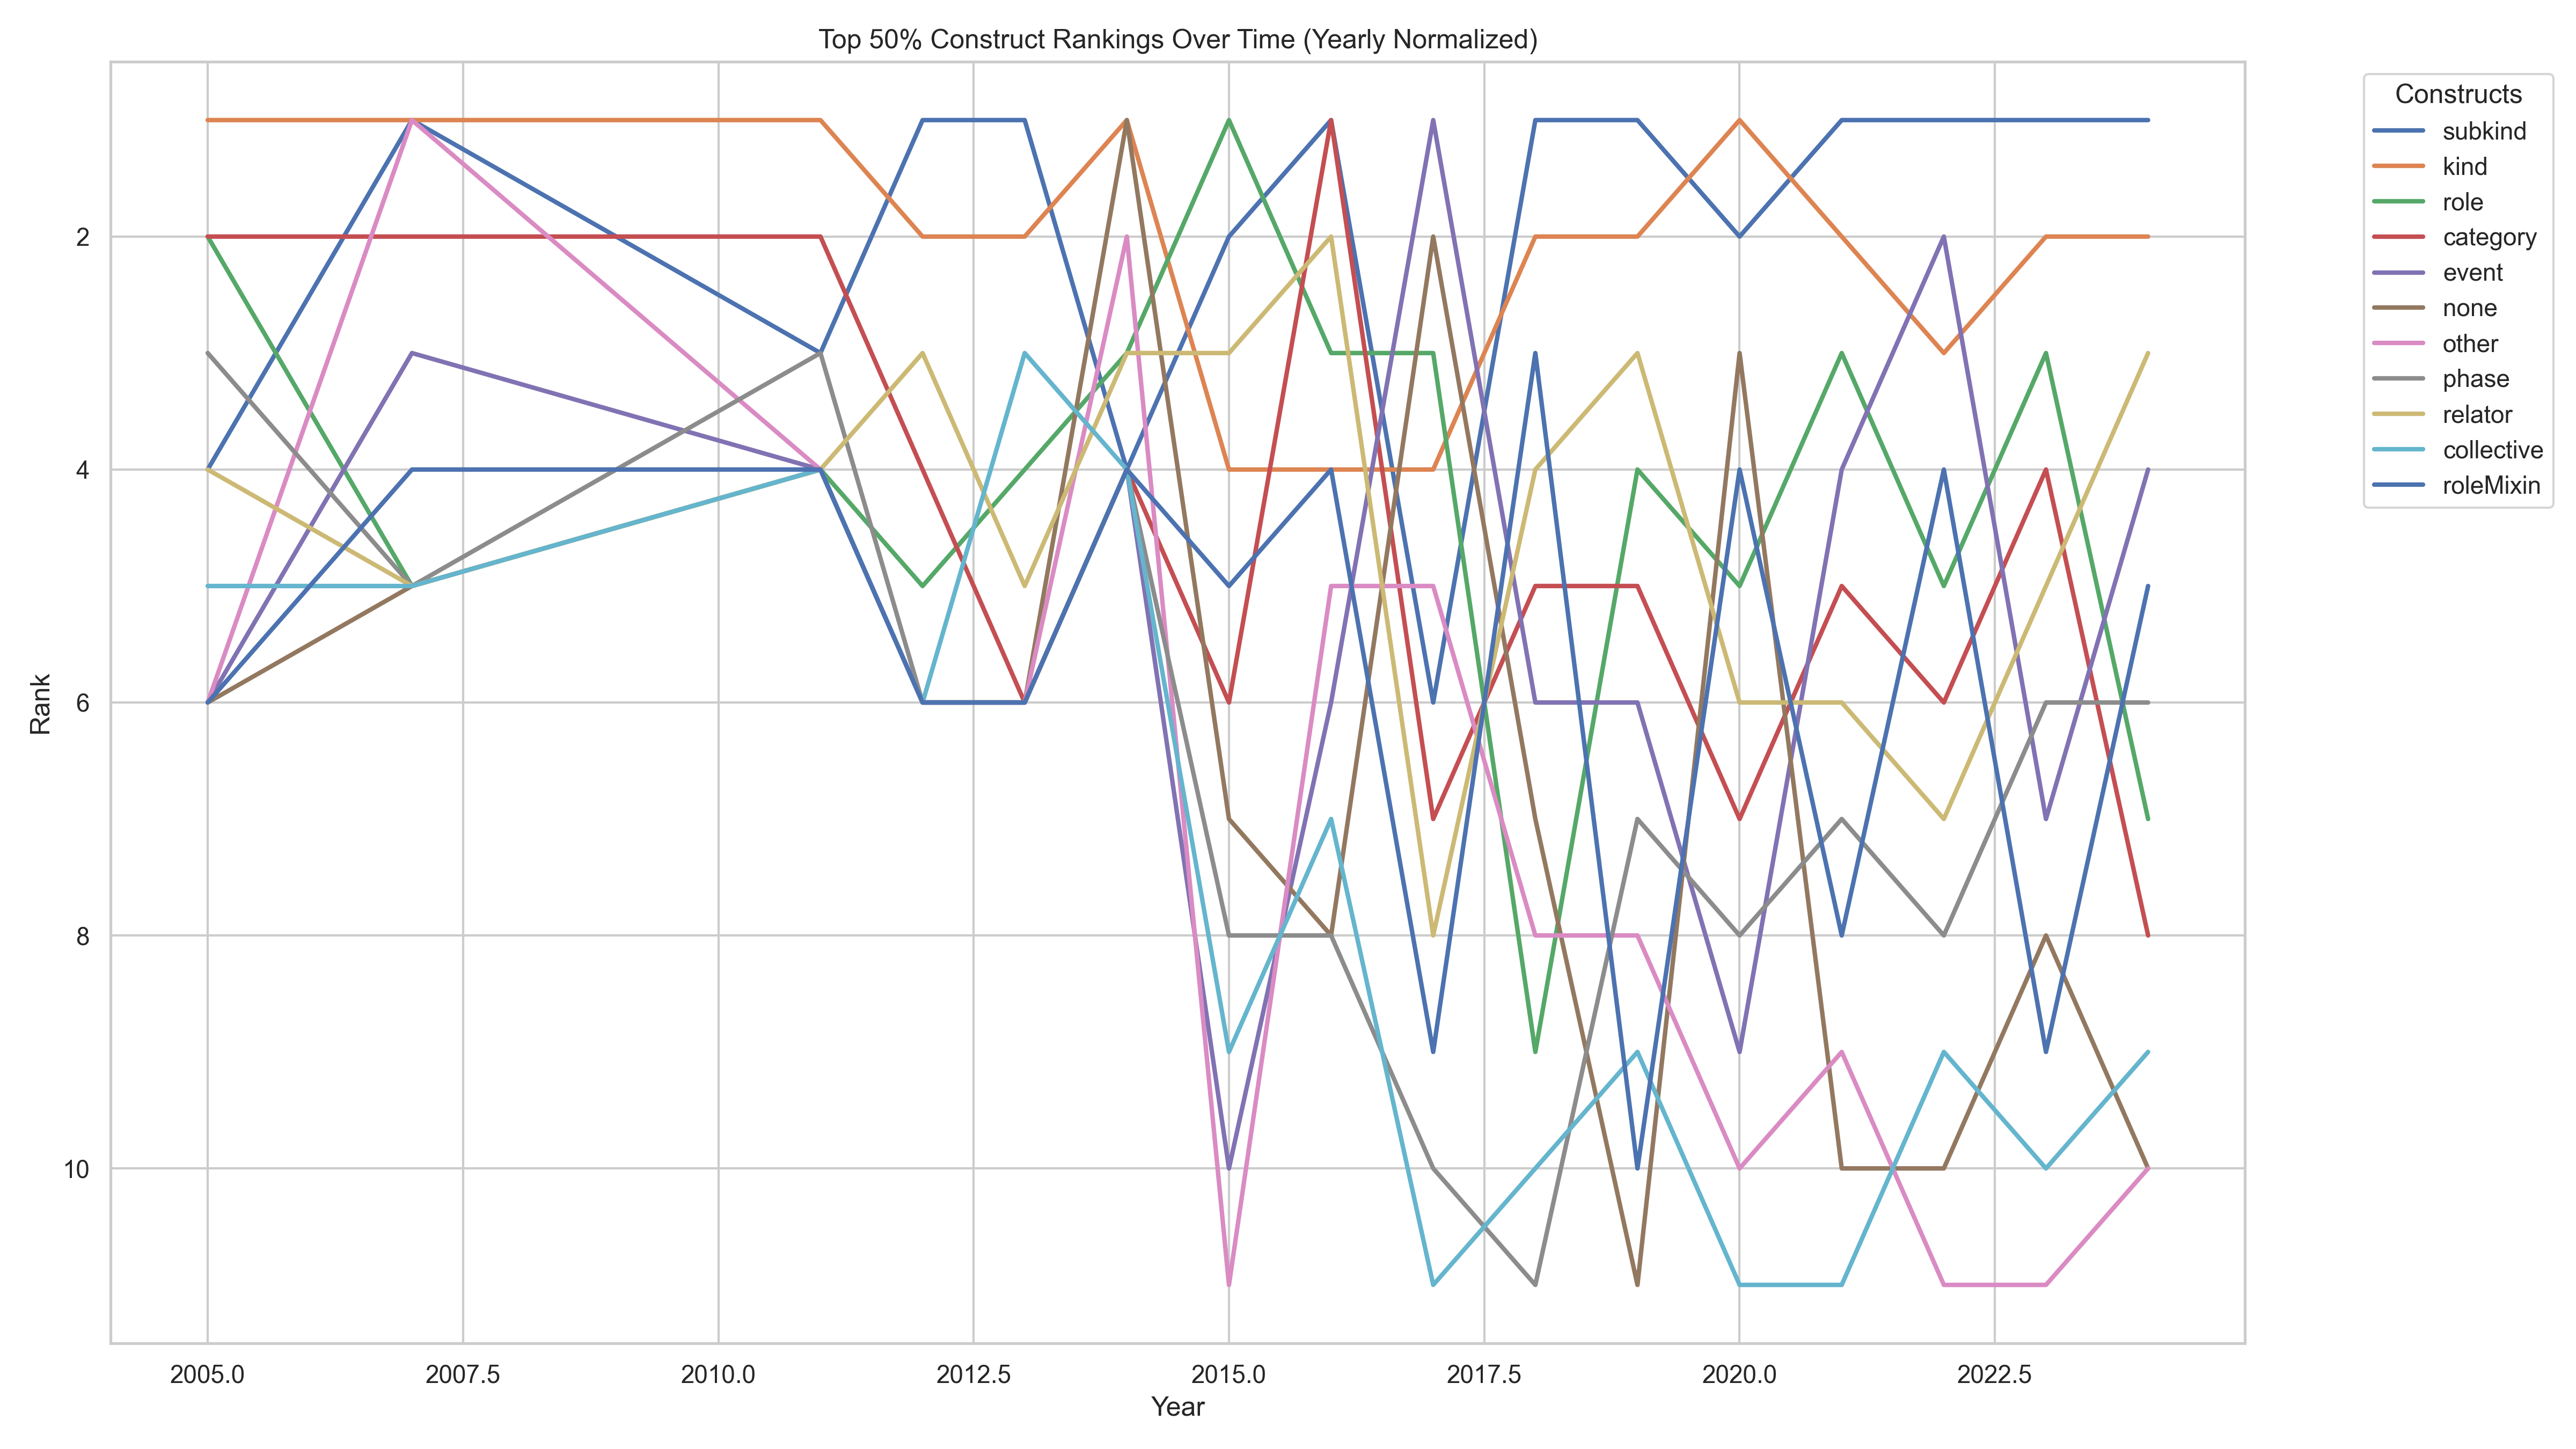 Top 50% Construct Rankings Over Time (Yearly Normalized)
Constructs
subkind
kind
role
category
event
none
other
phase
relator
collective
roleMixin
Rank
2
4
6
8
10
2005.0
2007.5
2010.0
2012.5
2015.0
2017.5
2020.0
2022.5
Year